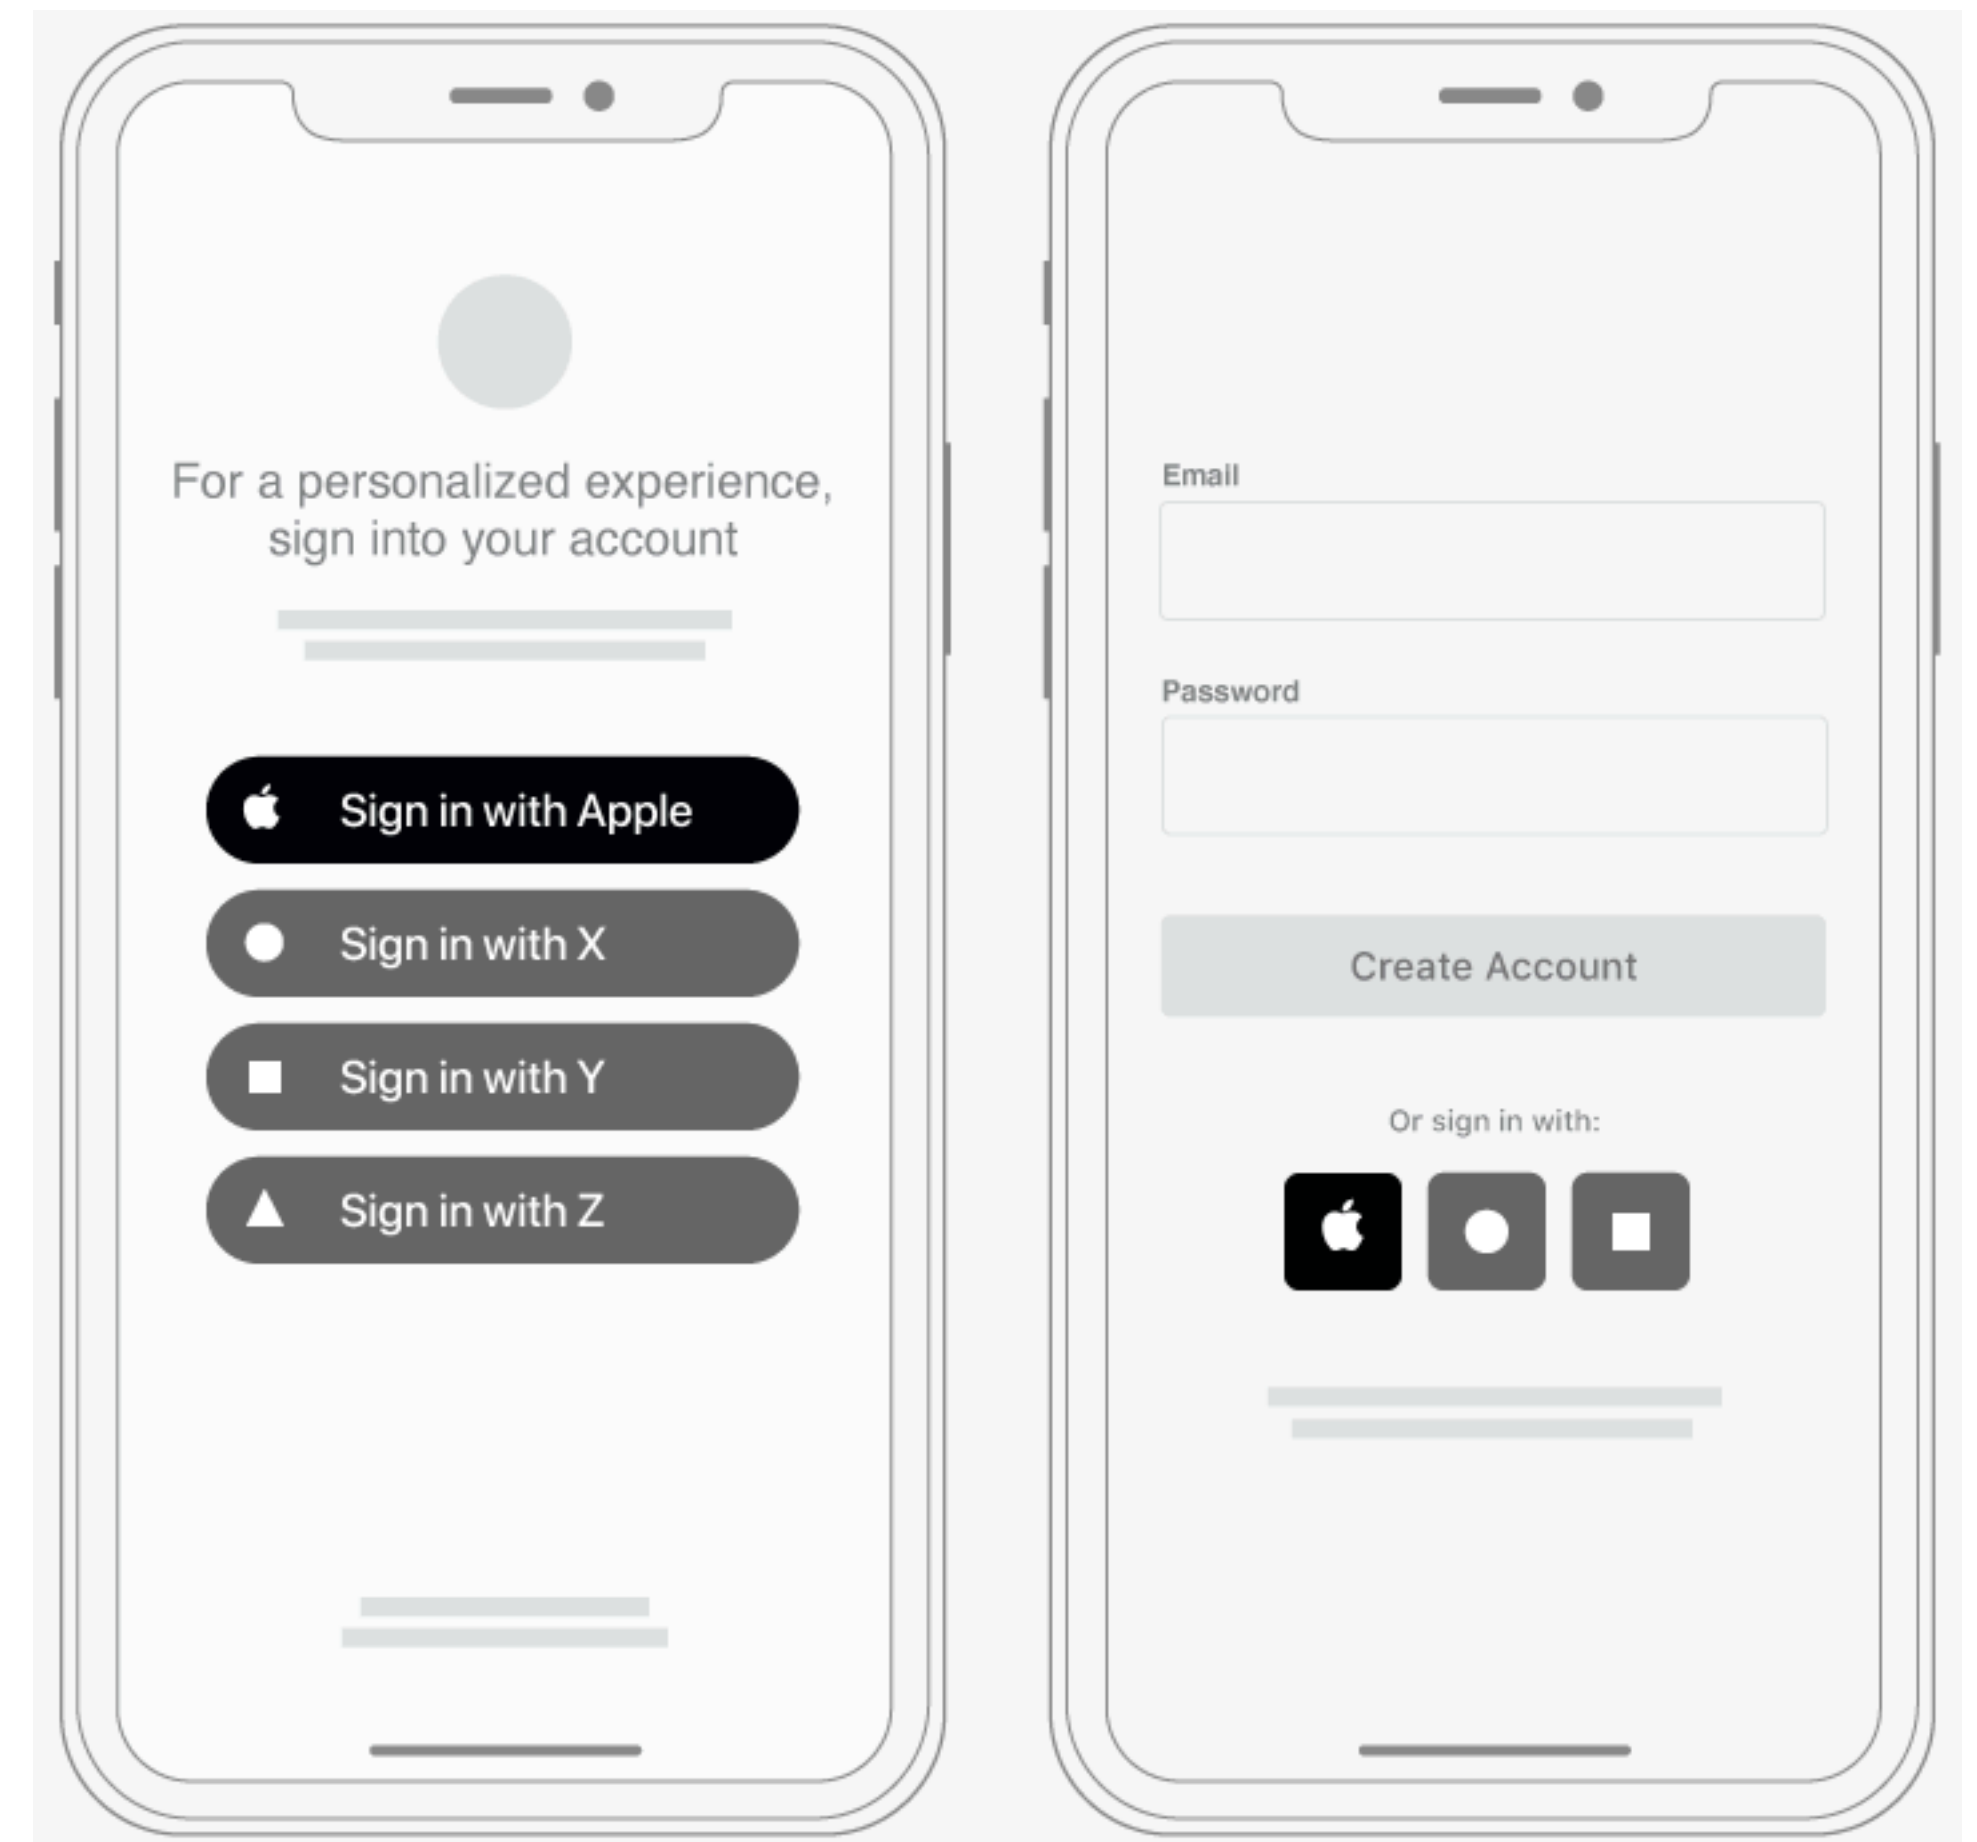 For a personalized experience,
sign into your account
Sign in with Apple
Sign in with X
Sign in with Y
Sign in with Z
Email
Password
Create Account
Or sign in with: